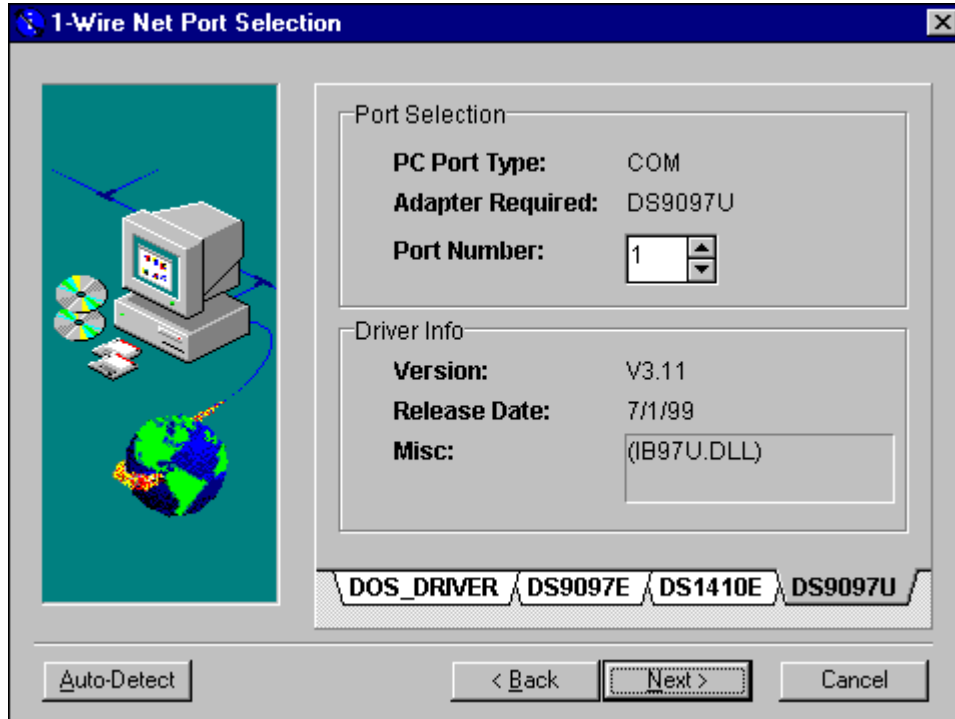 1-Wire Net Port Selection
Port Selection
PC Port Type: COM
Adapter Required: DS9097U
Port Number: 1
Driver Info
Version: V3.11
Release Date: 7/1/99
Misc: (IB97U.DLL)
DOS_DRIVER DS9097E DS1410E DS9097U
Auto-Detect < Back Next > Cancel